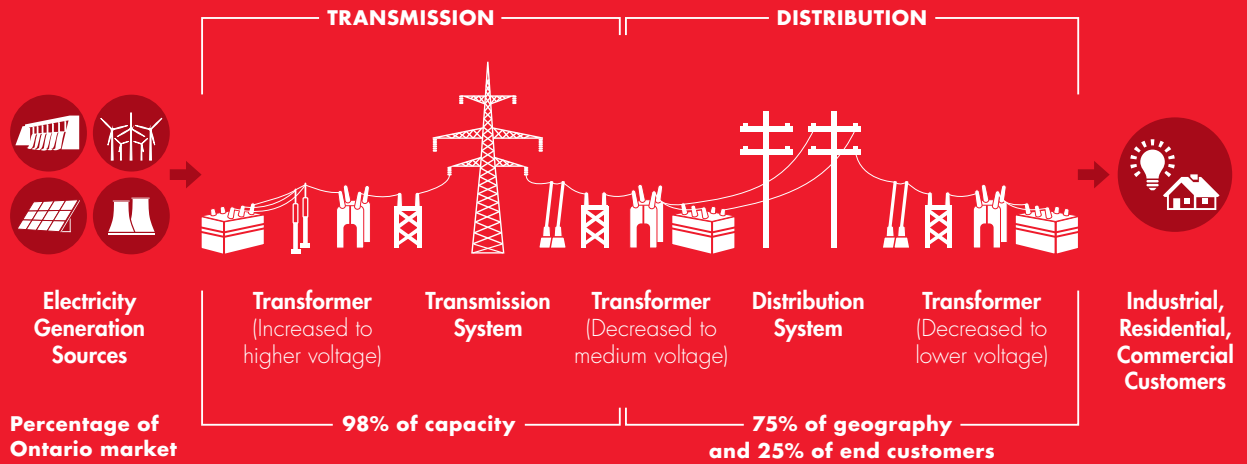 TRANSMISSION
DISTRIBUTION
Electricity
Generation
Sources
Transformer
(Increased to
higher voltage)
Transmission
System
Transformer
(Decreased to
medium voltage)
Distribution
System
Transformer
(Decreased to
lower voltage)
Industrial,
Residential,
Commercial
Customers
Percentage of
Ontario market
98% of capacity
75% of geography
and 25% of end customers